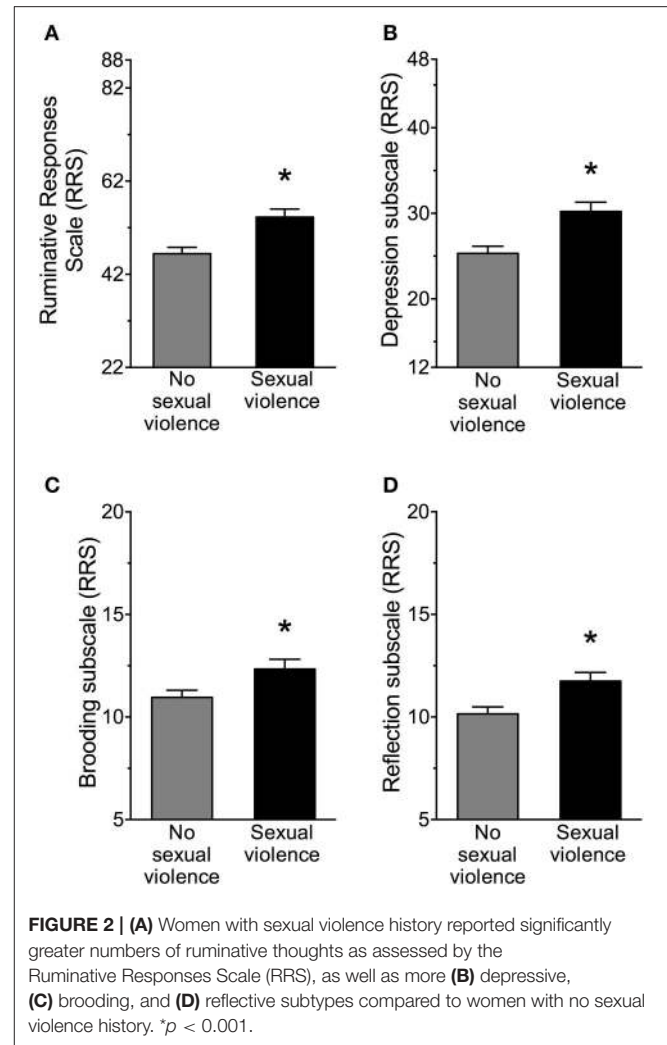 A
88
82
62
42
22
Ruminative Responses
Scale (RRS)
*
No
sexual
violence
Sexual
violence
B
48
40
30
20
12
Depression subscale (RRS)
*
No
sexual
violence
Sexual
violence
C
20
15
10
5
Brooding subscale (RRS)
*
No
sexual
violence
Sexual
violence
D
20
15
10
5
Reflection subscale (RRS)
*
No
sexual
violence
Sexual
violence
FIGURE 2 | (A) Women with sexual violence history reported significantly
greater numbers of ruminative thoughts as assessed by the
Ruminative Responses Scale (RRS), as well as more (B) depressive,
(C) brooding, and (D) reflective subtypes compared to women with no sexual
violence history. *p < 0.001.